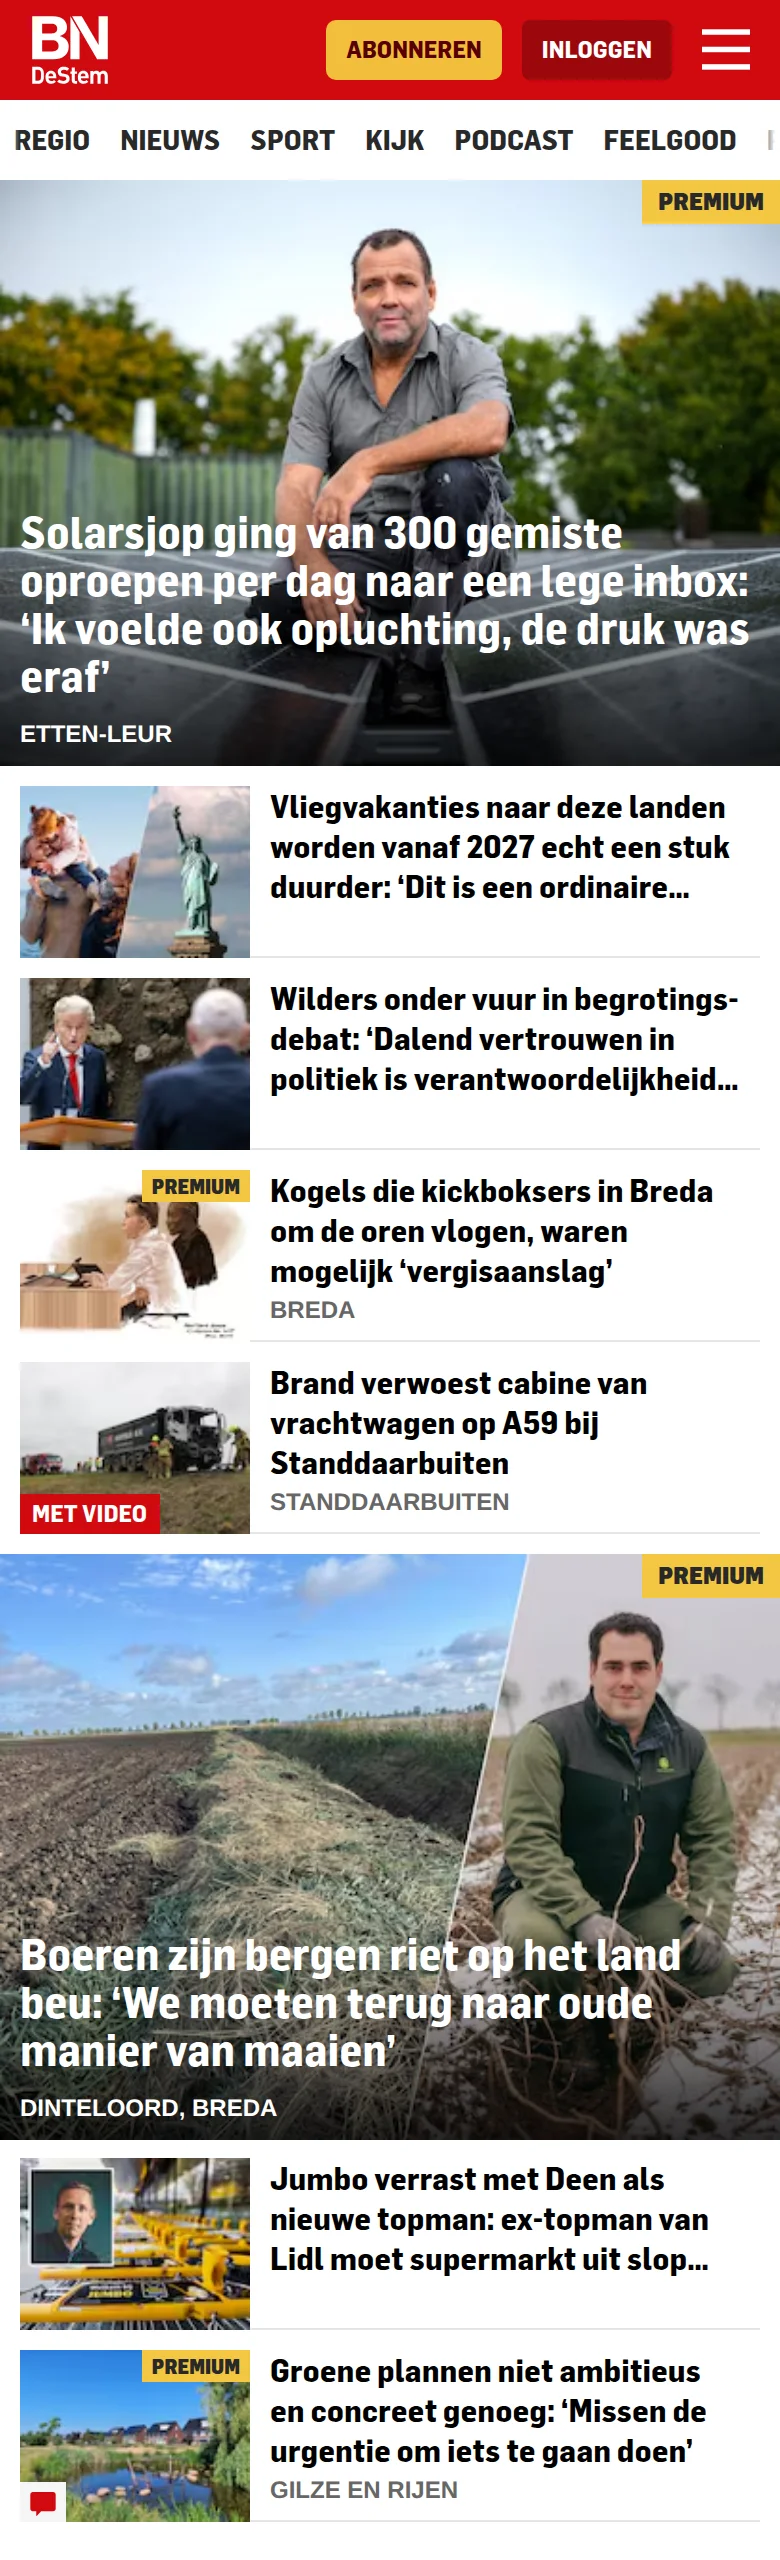 BN
DeStem
ABONNEREN
INLOGGEN
REGIO NIEUWS SPORT KIJK PODCAST FEELGOOD
PREMIUM
Solarsjop ging van 300 gemiste
oproepen per dag naar een lege inbox:
‘Ik voelde ook opluchting, de druk was
eraf’
ETTEN-LEUR
Vliegvakanties naar deze landen
worden vanaf 2027 echt een stuk
duurder: ‘Dit is een ordinaire...
Wilders onder vuur in begrotings-
debat: ‘Dalend vertrouwen in
politiek is verantwoordelijkheid...
PREMIUM
Kogels die kickboksers in Breda
om de oren vlogen, waren
mogelijk ‘vergisaanslag’
BREDA
MET VIDEO
Brand verwoest cabine van
vrachtwagen op A59 bij
Standdaarbuiten
STANDDAARBUITEN
PREMIUM
Boeren zijn bergen riet op het land
beu: ‘We moeten terug naar oude
manier van maaien’
DINTELOORD, BREDA
JUMBO
Jumbo verrast met Deen als
nieuwe topman: ex-topman van
Lidl moet supermarkt uit slop...
PREMIUM
Groene plannen niet ambitieus
en concreet genoeg: ‘Missen de
urgentie om iets te gaan doen’
GILZE EN RIJEN